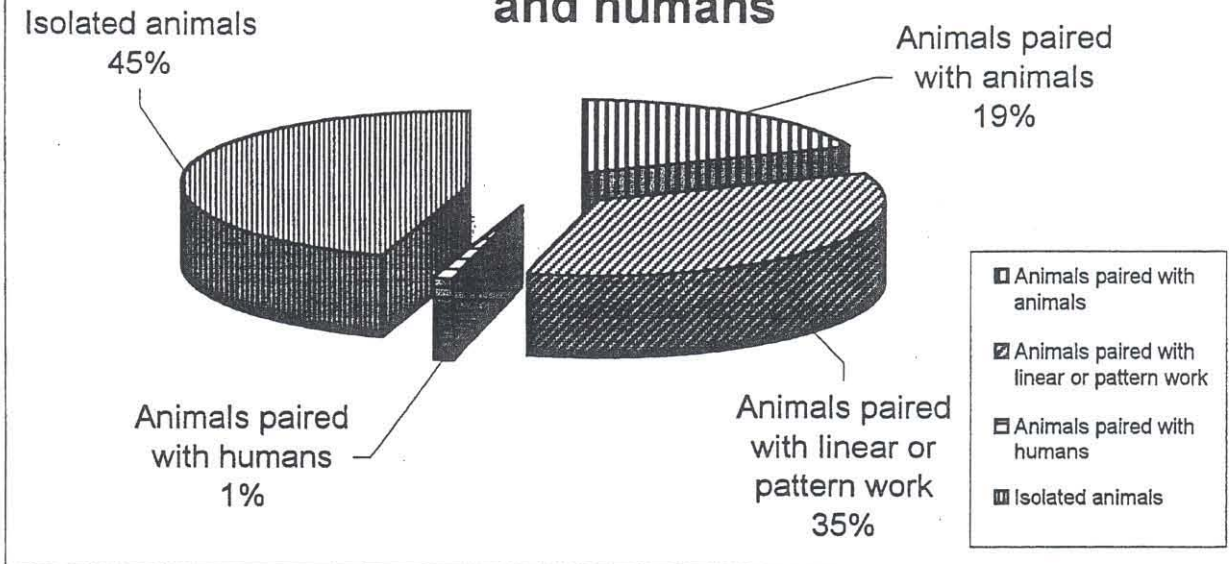 and humans
Isolated animals
45%
Animals paired
with animals
19%
Animals paired
with humans
1%
Animals paired
with linear or
pattern work
35%
Animals paired with
animals
Animals paired with
linear or pattern work
Animals paired with
humans
Isolated animals